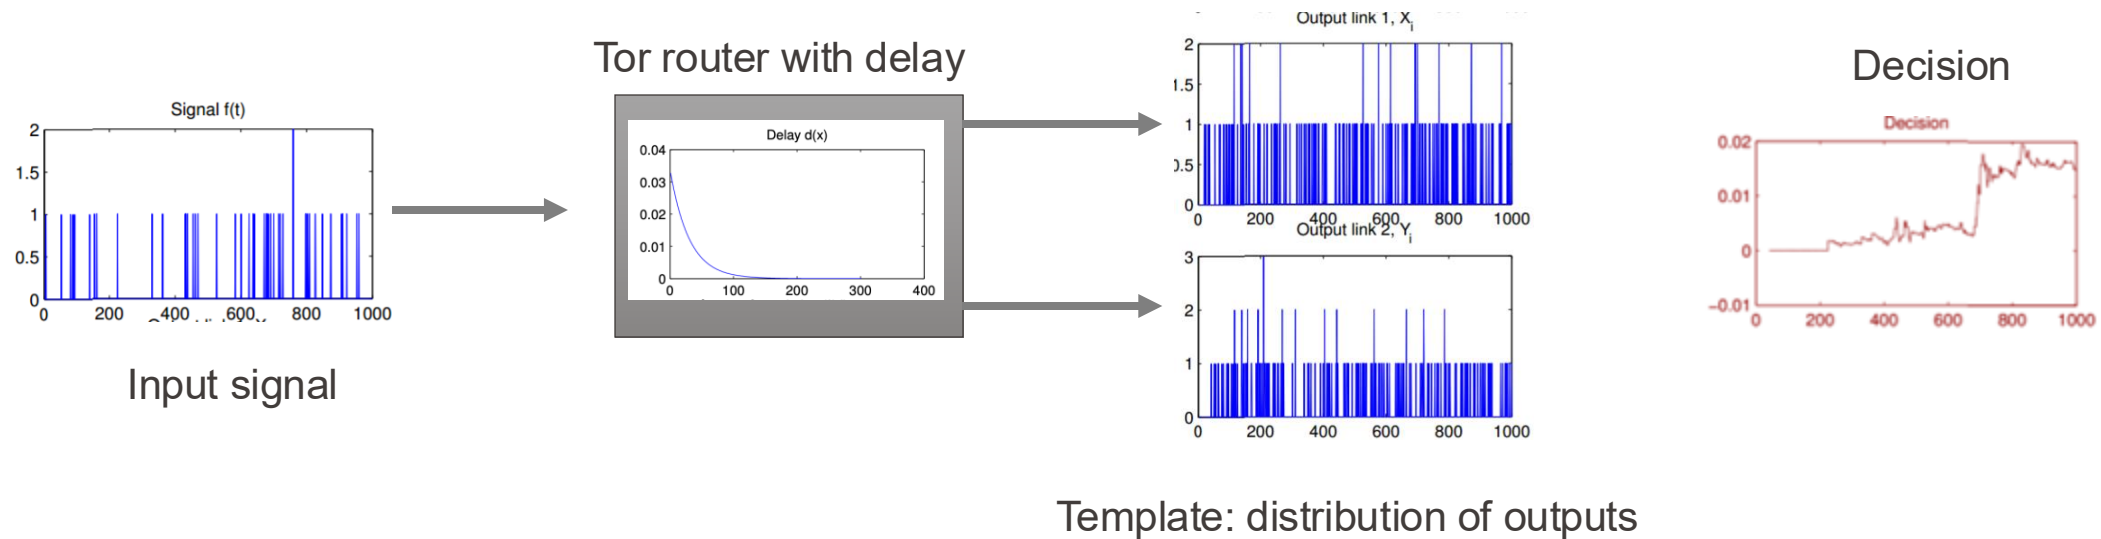 Tor router with delay
Decision
Input signal
Template: distribution of outputs
Signal f(t)
2
1.5
1
0.5
0
0 200 400 600 800 1000
Delay d(x)
0.04
0.03
0.02
0.01
0
0 100 200 300 400
Output link 1, Xi
2
1.5
1
0.5
0
0 200 400 600 800 1000
Output link 2, Yi
3
2
1
0
0 200 400 600 800 1000
Decision
0.02
0.01
0
−0.01
0 200 400 600 800 1000